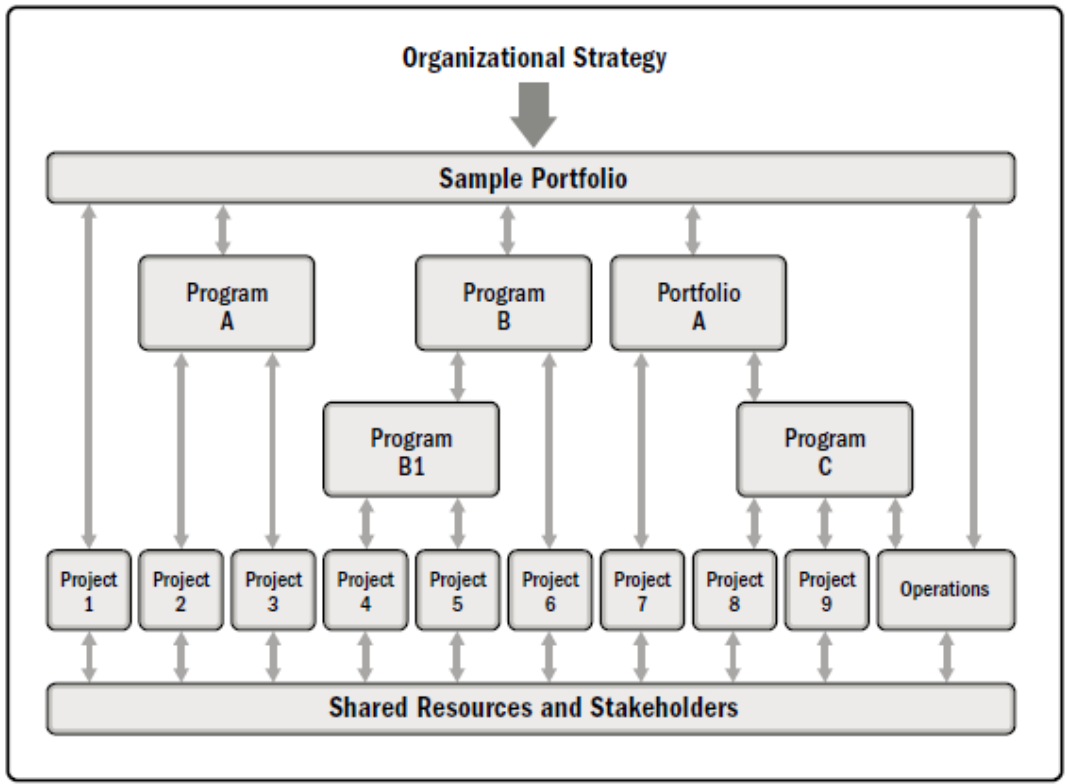 Organizational Strategy
Sample Portfolio
Program
A
Program
B
Portfolio
A
Program
B1
Program
C
Project
1
Project
2
Project
3
Project
4
Project
5
Project
6
Project
7
Project
8
Project
9
Operations
Shared Resources and Stakeholders